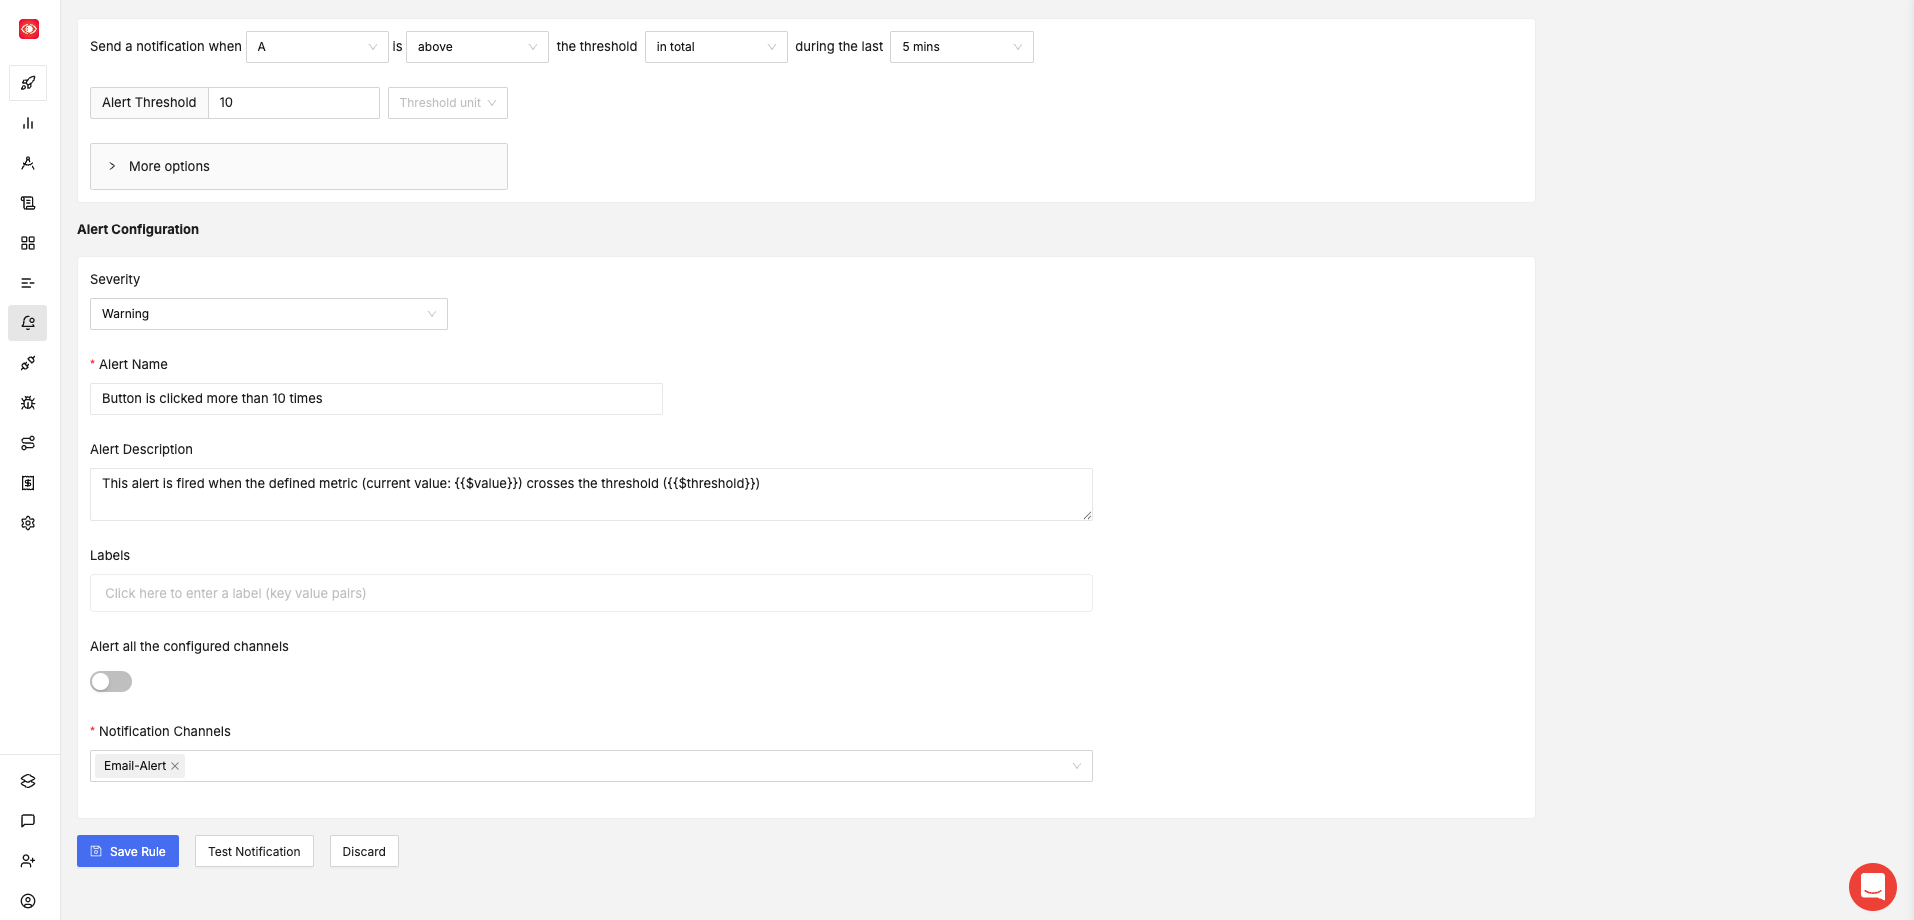 Send a notification when A is above the threshold in total during the last 5 mins
Alert Threshold 10 Threshold unit
More options
Alert Configuration
Severity
Warning
* Alert Name
Button is clicked more than 10 times
Alert Description
This alert is fired when the defined metric (current value: {{$value}}) crosses the threshold ({{$threshold}})
Labels
Click here to enter a label (key value pairs)
Alert all the configured channels
* Notification Channels
Email-Alert
Save Rule Test Notification Discard